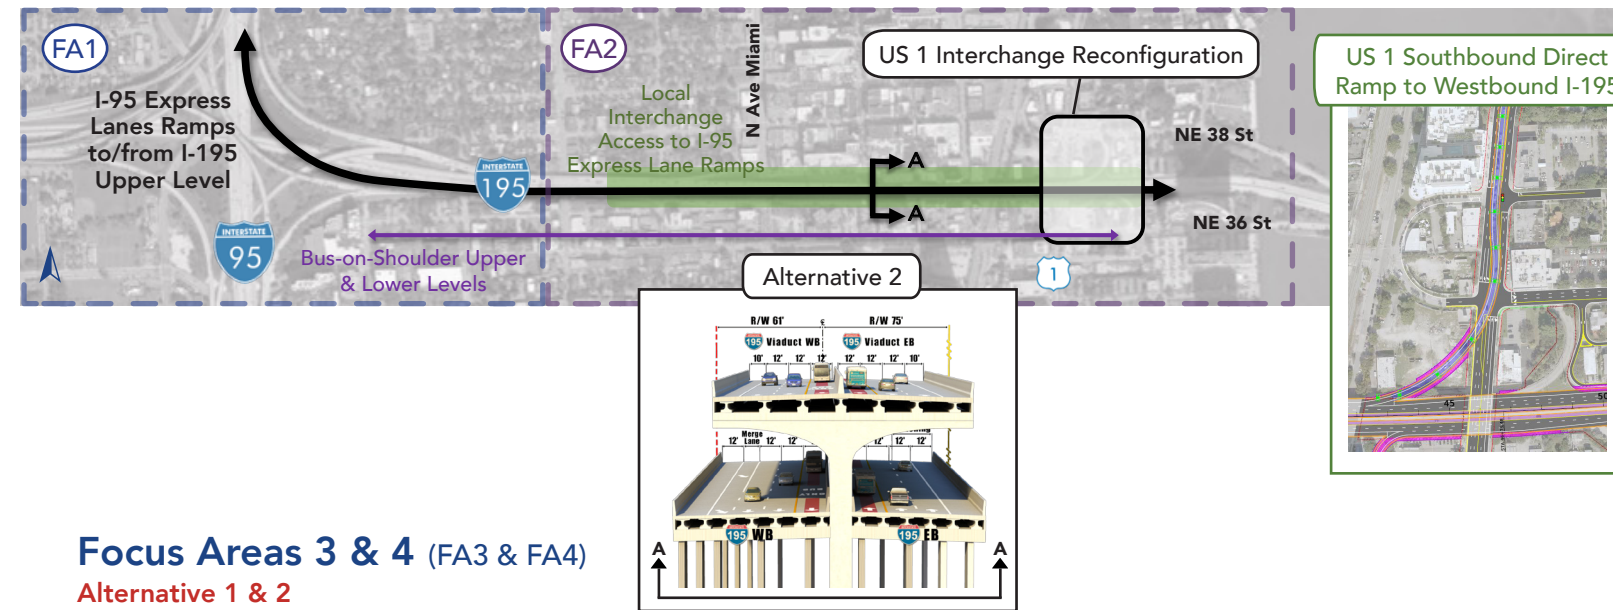 FA1
I-95 Express
Lanes Ramps
to/from I-195
Upper Level
INTERSTATE
195
INTERSTATE
95
Bus-on-Shoulder Upper
& Lower Levels
FA2
Local
Interchange
Access to I-95
Express Lane Ramps
N Ave Miami
US 1 Interchange Reconfiguration
A
A
NE 38 St
NE 36 St
1
US 1 Southbound Direct
Ramp to Westbound I-195
45
50
Alternative 2
R/W 61' R/W 75'
195 Viaduct WB 195 Viaduct EB
10' 12' 12' 12' 12' 12' 12' 10'
12' Merge Lane 12' 12' 12' 12' 12'
195 WB 195 EB
A A
Focus Areas 3 & 4 (FA3 & FA4)
Alternative 1 & 2